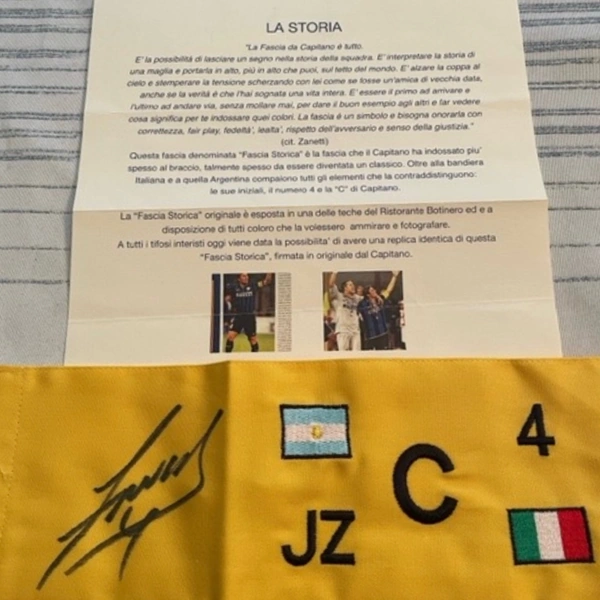 LA STORIA
"La Fascia da Capitano è tutto.
E' la possibilità di lasciare un segno nella storia della squadra. E' interpretare la storia di
una maglia e portarla in alto, più in alto che puoi, sul tetto del mondo. E' alzare la coppa al
cielo e stemperare la tensione scherzando con lei come se fosse un'amica di vecchia data,
anche se la verità è che l'hai sognata una vita intera. E' essere il primo ad arrivare e
l'ultimo ad andare via, senza mollare mai, per dare il buon esempio agli altri e far vedere
cosa significa per te indossare quei colori. La fascia è un simbolo e bisogna onorarla con
correttezza, fair play, fedeltà', lealta', rispetto dell'avversario e senso della giustizia."
(cit. Zanetti)
Questa fascia denominata "Fascia Storica" è la fascia che il Capitano ha indossato piu'
spesso al braccio, talmente spesso da essere diventata un classico. Oltre alla bandiera
Italiana e a quella Argentina compaiono tutti gli elementi che la contraddistinguono:
le sue iniziali, il numero 4 e la "C" di Capitano.
La "Fascia Storica" originale è esposta in una delle teche del Ristorante Botinero ed e a
disposizione di tutti coloro che la volessero ammirare e fotografare.
A tutti i tifosi interisti oggi viene data la possibilita' di avere una replica identica di questa
"Fascia Storica", firmata in originale dal Capitano.
4
C
JZ